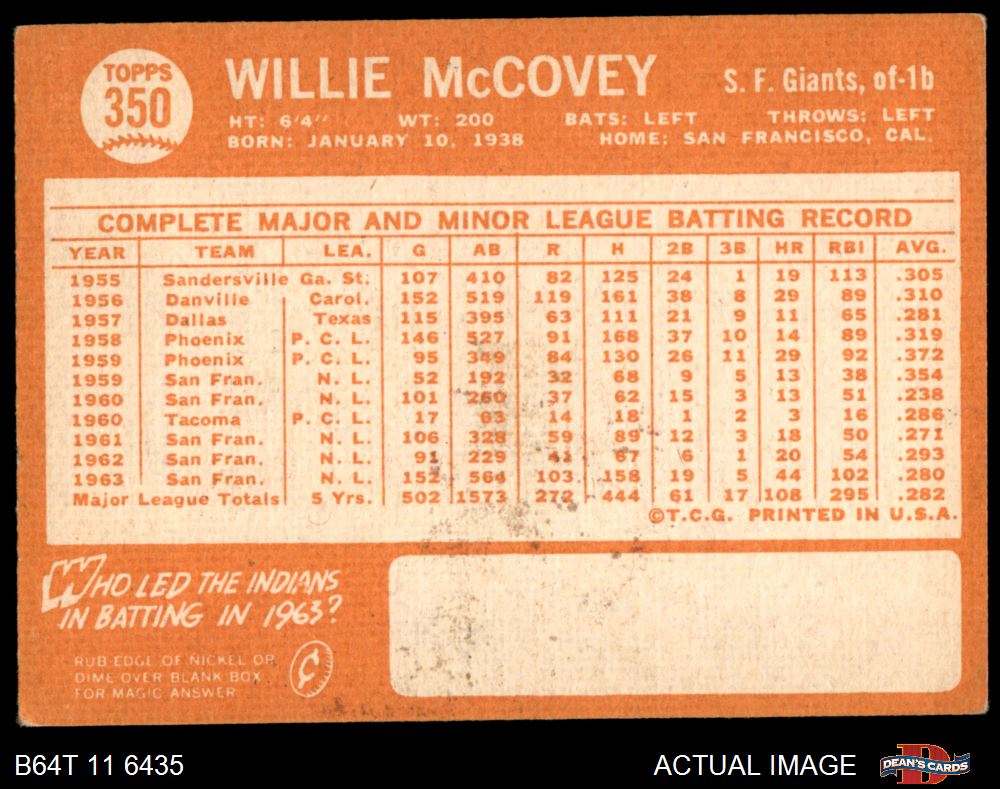 TOPPS
350
WILLIE McCOVEY S. F. Giants, of-1b
HT: 6'4" WT: 200 BATS: LEFT THROWS: LEFT
BORN: JANUARY 10, 1938 HOME: SAN FRANCISCO, CAL.
COMPLETE MAJOR AND MINOR LEAGUE BATTING RECORD
YEAR TEAM LEA. G AB R H 2B 3B HR RBI AVG.
1955 Sandersville Ga. St. 107 410 82 125 24 1 19 113 .305
1956 Danville Carol. 152 519 119 161 38 8 29 89 .310
1957 Dallas Texas 115 395 63 111 21 9 11 65 .281
1958 Phoenix P. C. L. 146 527 91 168 37 10 14 89 .319
1959 Phoenix P. C. L. 95 349 84 130 26 11 29 92 .372
1959 San Fran. N. L. 52 192 32 68 9 5 13 38 .354
1960 San Fran. N. L. 101 260 37 62 15 3 13 51 .238
1960 Tacoma P. C. L. 17 63 14 18 1 2 3 16 .286
1961 San Fran. N. L. 106 328 59 89 12 3 18 50 .271
1962 San Fran. N. L. 91 229 41 67 6 1 20 54 .293
1963 San Fran. N. L. 152 564 103 158 19 5 44 102 .280
Major League Totals 5 Yrs. 502 1573 272 444 61 17 108 295 .282
©T.C.G. PRINTED IN U.S.A.
WHO LED THE INDIANS
IN BATTING IN 1963?
RUB EDGE OF NICKEL OR
DIME OVER BLANK BOX
FOR MAGIC ANSWER
¢
B64T 11 6435 ACTUAL IMAGE
D
DEAN'S CARDS